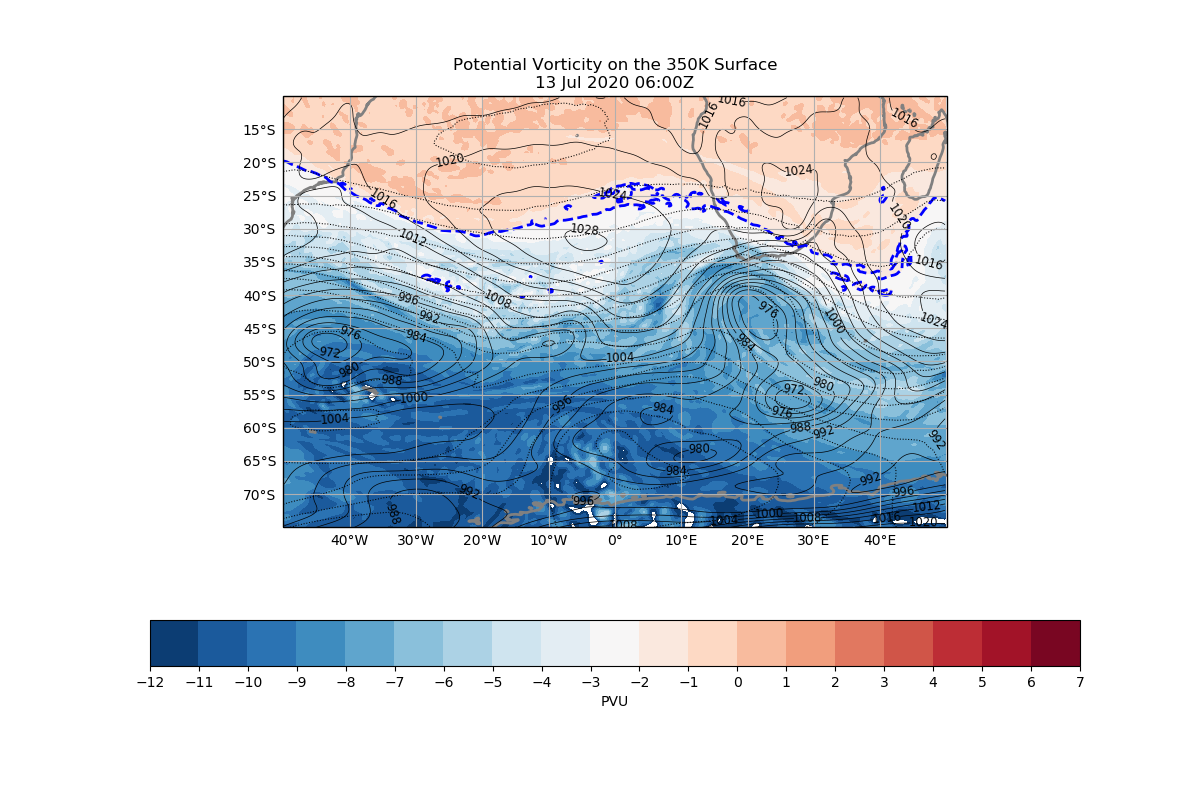 Potential Vorticity on the 350K Surface
13 Jul 2020 06:00Z
1016
1016
1016
15°S
20°S
1020
1024
25°S
1016
1024
1020
30°S
1012
1028
35°S
1016
40°S
996
1008
976
1000
1024
45°S
992
976
984
984
972
50°S
1004
980
988
972
980
55°S
1000
996
984
976
1004
988
992
992
60°S
980
65°S
984
992
992
70°S
996
996
988
1000
1012
1004
1008
1008
1016
1020
40°W 30°W 20°W 10°W 0° 10°E 20°E 30°E 40°E
−12 −11 −10 −9 −8 −7 −6 −5 −4 −3 −2 −1 0 1 2 3 4 5 6 7
PVU